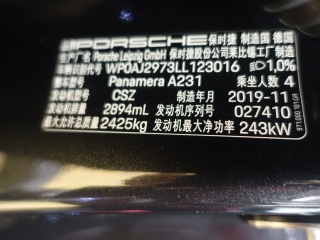 品牌 PORSCHE 保时捷 制造国 德国
生产厂名 Porsche Leipzig GmbH 保时捷股份公司莱比锡工厂制造
车辆识别代号 WP0AJ2973LL123016 1,0%
车辆型号 Panamera A231 乘坐人数 4
发动机型号 CSZ 制造年月 2019-11
发动机排量 2894mL 发动机序列号 027410
最大允许总质量 2425kg 发动机最大净功率 243kW